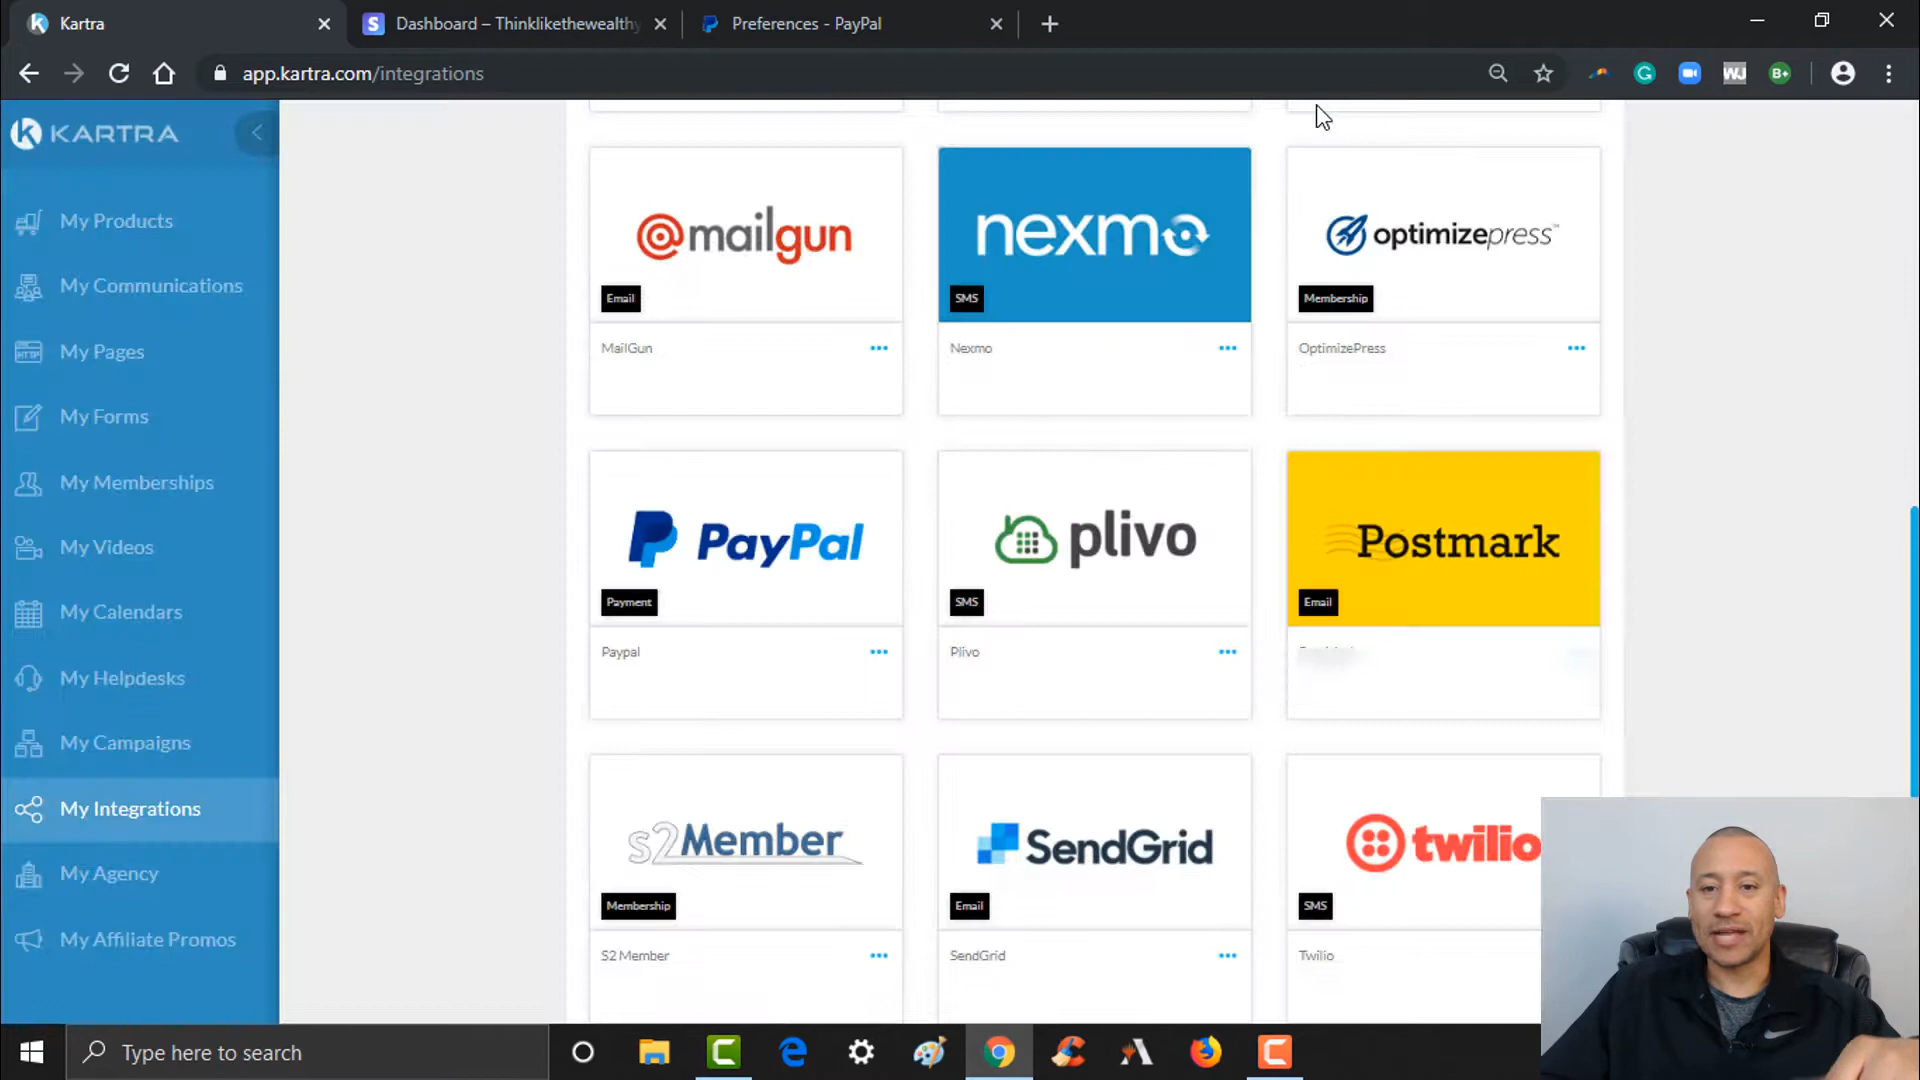 Kartra
Dashboard – Thinklikethewealthy
Preferences - PayPal
app.kartra.com/integrations
KARTRA
My Products
My Communications
My Pages
My Forms
My Memberships
My Videos
My Calendars
My Helpdesks
My Campaigns
My Integrations
My Agency
My Affiliate Promos
@mailgun
Email
MailGun
nexmo
SMS
Nexmo
optimizepress™
Membership
OptimizePress
PayPal
Payment
Paypal
plivo
SMS
Plivo
Postmark
Email
s2Member
Membership
S2 Member
SendGrid
Email
SendGrid
twilio
SMS
Twilio
Type here to search